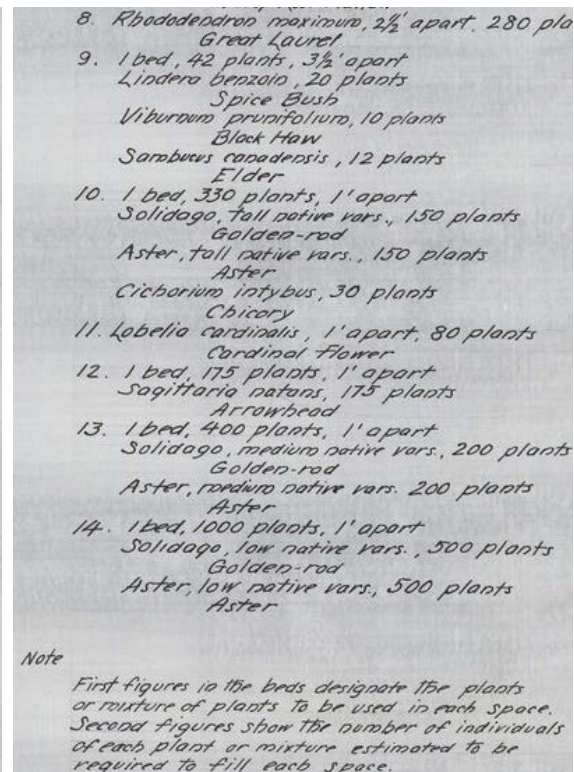 8. Rhododendron maximum, 2½' apart. 280 pla
Great Laurel
9. 1 bed, 42 plants, 3½' apart
Lindera benzoin, 20 plants
Spice Bush
Viburnum prunifolium, 10 plants
Black Haw
Sambucus canadensis, 12 plants
Elder
10. 1 bed, 330 plants, 1' apart
Solidago, tall native vars., 150 plants
Golden-rod
Aster, tall native vars., 150 plants
Aster
Cichorium intybus, 30 plants
Chicory
11. Lobelia cardinalis, 1' apart, 80 plants
Cardinal Flower
12. 1 bed, 175 plants, 1' apart
Sagittaria natans, 175 plants
Arrowhead
13. 1 bed, 400 plants, 1' apart
Solidago, medium native vars., 200 plants
Golden-rod
Aster, medium native vars. 200 plants
Aster
14. 1 bed, 1000 plants, 1' apart
Solidago, low native vars., 500 plants
Golden-rod
Aster, low native vars., 500 plants
Aster
Note
First figures in the beds designate the plants
or mixture of plants to be used in each space.
Second figures show the number of individuals
of each plant or mixture estimated to be
required to fill each space.